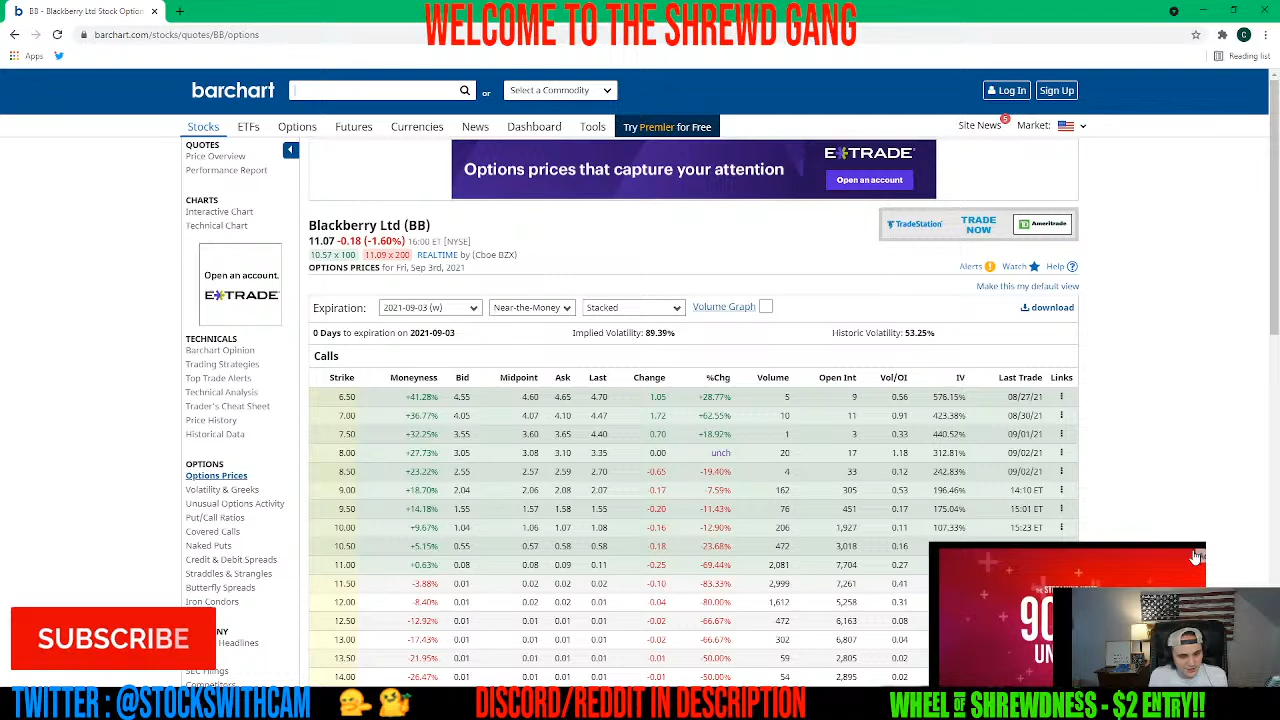 BB - Blackberry Ltd Stock Option
WELCOME TO THE SHREWD GANG
barchart.com/stocks/quotes/BB/options
Apps
Reading list
barchart
or
Select a Commodity
Log In
Sign Up
Stocks ETFs Options Futures Currencies News Dashboard Tools Try Premier for Free
Site News 6 Market:
QUOTES
Price Overview
Performance Report
CHARTS
Interactive Chart
Technical Chart
Open an account.
E*TRADE
TECHNICALS
Barchart Opinion
Trading Strategies
Top Trade Alerts
Technical Analysis
Trader's Cheat Sheet
Price History
Historical Data
OPTIONS
Options Prices
Volatility & Greeks
Unusual Options Activity
Put/Call Ratios
Covered Calls
Naked Puts
Credit & Debit Spreads
Straddles & Strangles
Butterfly Spreads
Iron Condors
Headlines
SEC Filings
Competitors
Options prices that capture your attention
E*TRADE
Open an account
Blackberry Ltd (BB)
11.07 -0.18 (-1.60%) 16:00 ET [NYSE]
10.57 x 100 11.09 x 200 REALTIME by (Cboe BZX)
OPTIONS PRICES for Fri, Sep 3rd, 2021
TradeStation TRADE NOW Ameritrade
Alerts Watch Help
Make this my default view
Expiration: 2021-09-03 (w) Near-the-Money Stacked Volume Graph download
0 Days to expiration on 2021-09-03 Implied Volatility: 89.39% Historic Volatility: 53.25%
Calls
Strike Moneyness Bid Midpoint Ask Last Change %Chg Volume Open Int Vol/OI IV Last Trade Links
6.50 +41.28% 4.55 4.60 4.65 4.70 1.05 +28.77% 5 9 0.56 576.15% 08/27/21
7.00 +36.77% 4.05 4.07 4.10 4.47 1.72 +62.55% 10 11 0.91 423.38% 08/30/21
7.50 +32.25% 3.55 3.60 3.65 4.40 0.70 +18.92% 1 3 0.33 440.52% 09/01/21
8.00 +27.73% 3.05 3.08 3.10 3.35 0.00 unch 20 17 1.18 312.81% 09/02/21
8.50 +23.22% 2.55 2.57 2.59 2.70 -0.65 -19.40% 4 33 0.12 242.83% 09/02/21
9.00 +18.70% 2.04 2.06 2.08 2.07 -0.17 -7.59% 162 305 0.53 196.46% 14:10 ET
9.50 +14.18% 1.55 1.57 1.58 1.55 -0.20 -11.43% 76 451 0.17 175.04% 15:01 ET
10.00 +9.67% 1.04 1.06 1.07 1.08 -0.16 -12.90% 206 1,927 0.11 107.33% 15:23 ET
10.50 +5.15% 0.55 0.57 0.58 0.58 -0.18 -23.68% 472 3,018 0.16
11.00 +0.63% 0.08 0.08 0.09 0.11 -0.25 -69.44% 2,081 7,704 0.27
11.50 -3.88% 0.01 0.02 0.02 0.02 -0.10 -83.33% 2,999 7,261 0.41
12.00 -8.40% 0.01 0.02 0.02 0.01 -0.04 -80.00% 1,612 5,258 0.31
12.50 -12.92% 0.01 0.01 0.01 0.01 -0.02 -66.67% 472 6,163 0.08
13.00 -17.43% 0.01 0.01 0.01 0.01 -0.02 -66.67% 302 6,807 0.04
13.50 -21.95% 0.01 0.01 0.01 0.01 -0.01 -50.00% 59 2,805 0.02
14.00 -26.47% 0.01 0.01 0.01 0.01 -0.02 -66.67% 54 2,895 0.02
SUBSCRIBE
TWITTER : @STOCKSWITHCAM
DISCORD/REDDIT IN DESCRIPTION
WHEEL OF SHREWDNESS - $2 ENTRY!!